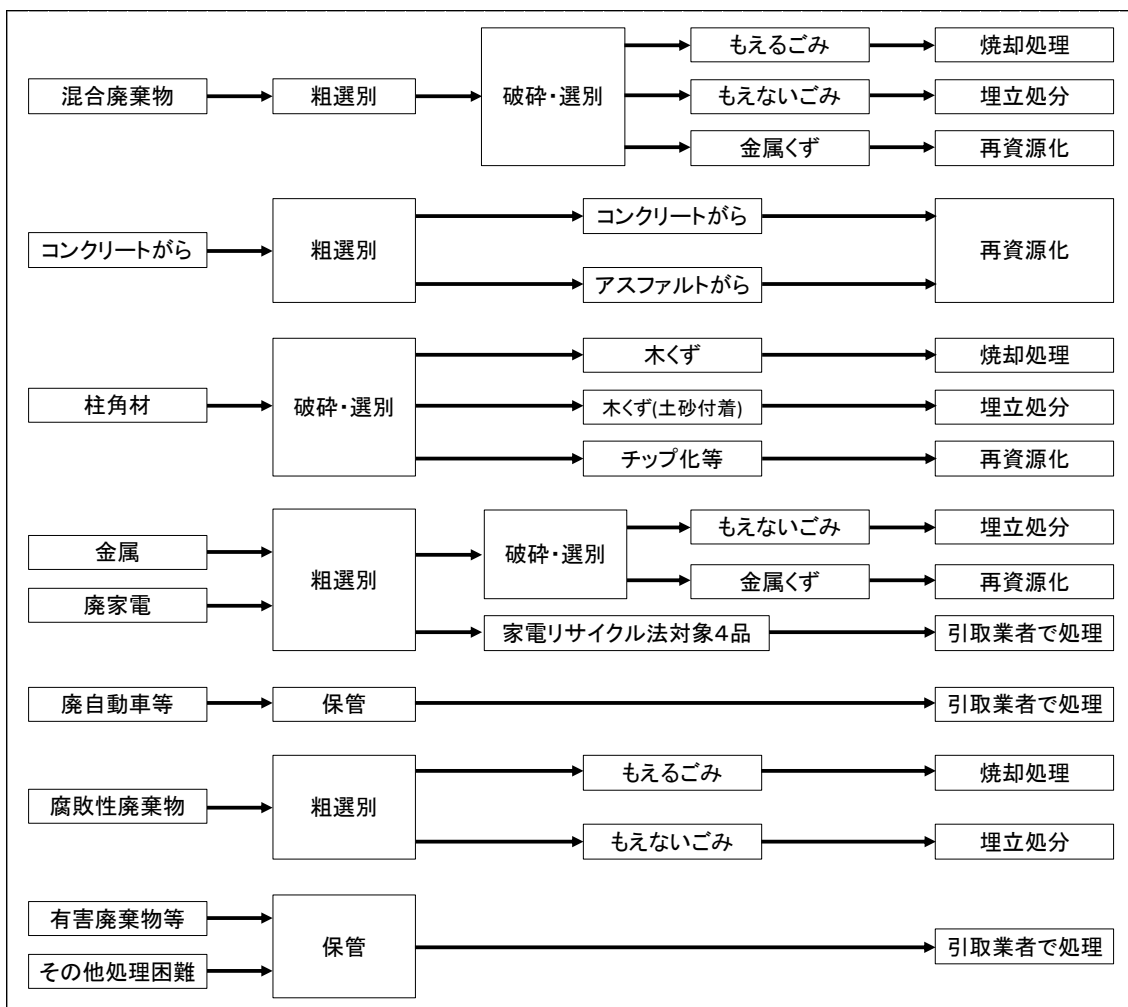 混合廃棄物
粗選別
破砕・選別
もえるごみ
焼却処理
もえないごみ
埋立処分
金属くず
再資源化
コンクリートがら
粗選別
コンクリートがら
アスファルトがら
再資源化
柱角材
破砕・選別
木くず
焼却処理
木くず(土砂付着)
埋立処分
チップ化等
再資源化
金属
廃家電
粗選別
破砕・選別
もえないごみ
埋立処分
金属くず
再資源化
家電リサイクル法対象4品
引取業者で処理
廃自動車等
保管
引取業者で処理
腐敗性廃棄物
粗選別
もえるごみ
焼却処理
もえないごみ
埋立処分
有害廃棄物等
その他処理困難
保管
引取業者で処理